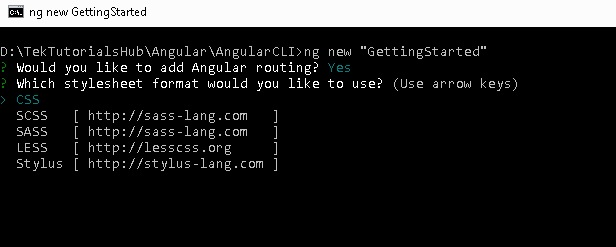 ng new GettingStarted
D:\TekTutorialsHub\Angular\AngularCLI>ng new "GettingStarted"
? Would you like to add Angular routing? Yes
? Which stylesheet format would you like to use? (Use arrow keys)
> CSS
SCSS   [ http://sass-lang.com   ]
SASS   [ http://sass-lang.com   ]
LESS   [ http://lesscss.org     ]
Stylus [ http://stylus-lang.com ]